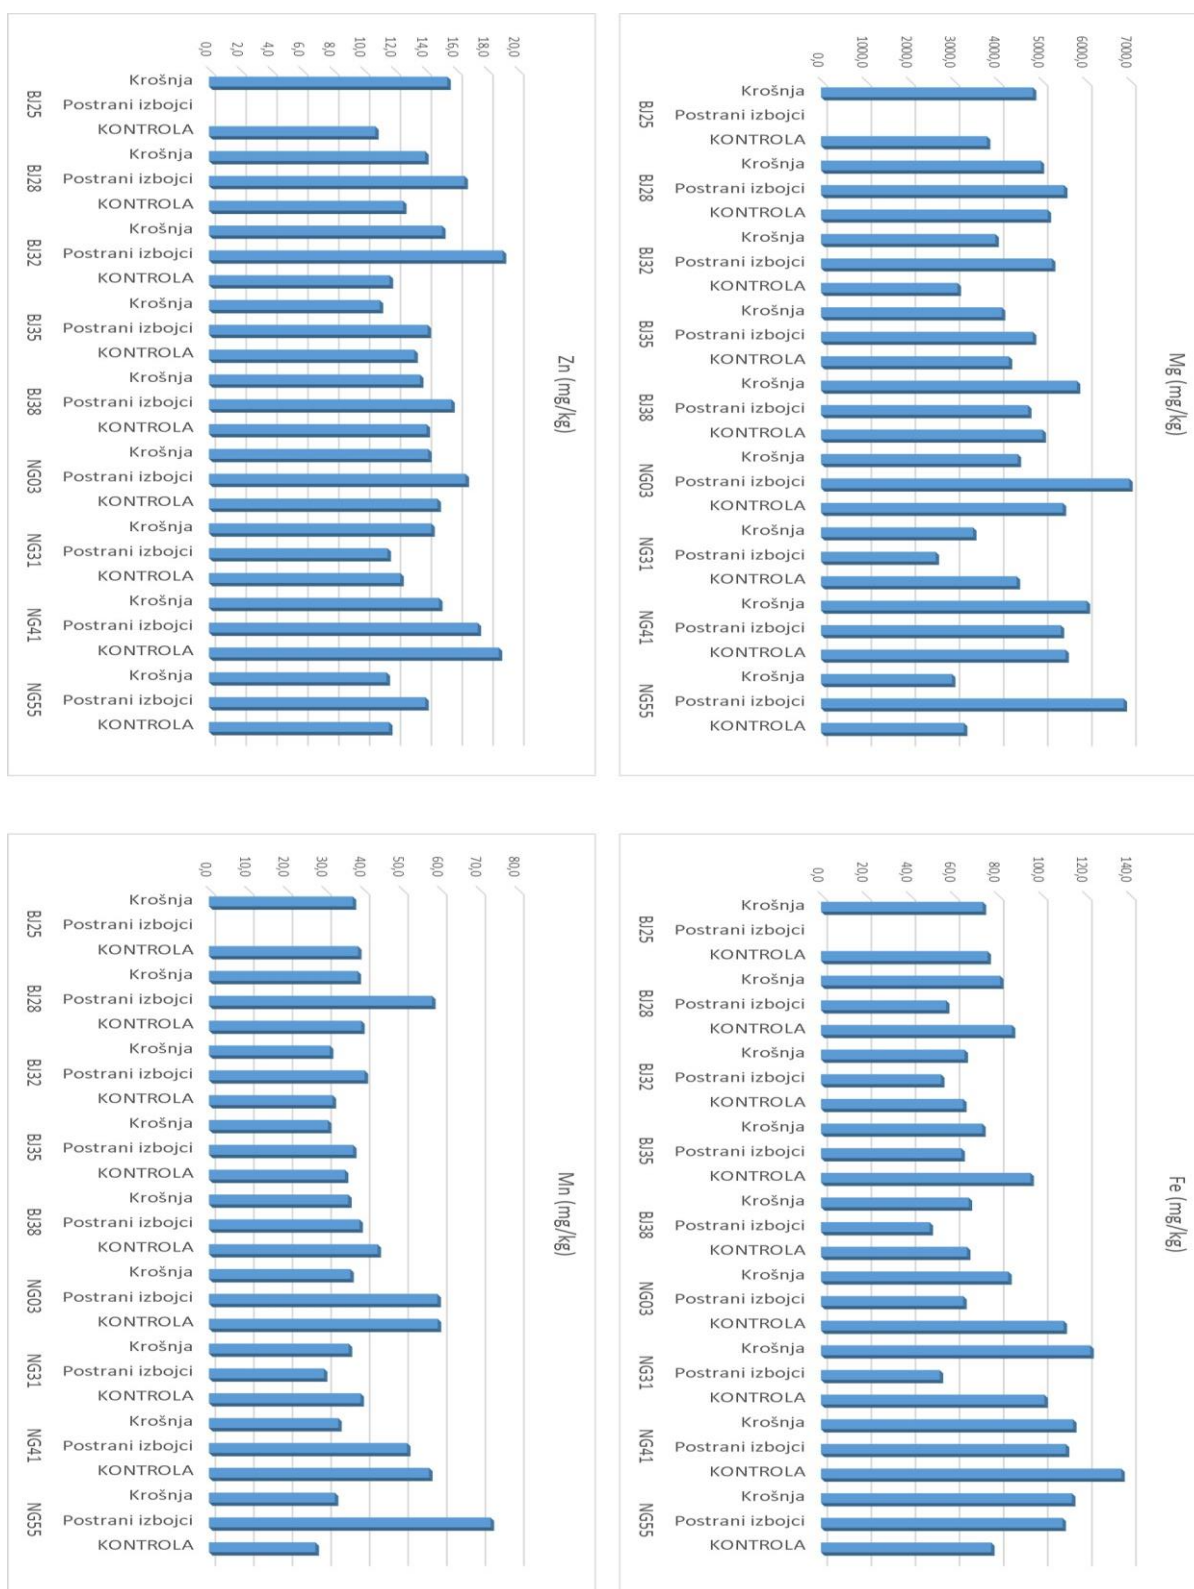 Zn (mg/kg)
0,0 2,0 4,0 6,0 8,0 10,0 12,0 14,0 16,0 18,0 20,0
BJ25
Krošnja
Postrani izbojci
KONTROLA
BJ28
Krošnja
Postrani izbojci
KONTROLA
BJ32
Krošnja
Postrani izbojci
KONTROLA
BJ35
Krošnja
Postrani izbojci
KONTROLA
BJ38
Krošnja
Postrani izbojci
KONTROLA
NG03
Krošnja
Postrani izbojci
KONTROLA
NG31
Krošnja
Postrani izbojci
KONTROLA
NG41
Krošnja
Postrani izbojci
KONTROLA
NG55
Krošnja
Postrani izbojci
KONTROLA
Mg (mg/kg)
0,0 1000,0 2000,0 3000,0 4000,0 5000,0 6000,0 7000,0
BJ25
Krošnja
Postrani izbojci
KONTROLA
BJ28
Krošnja
Postrani izbojci
KONTROLA
BJ32
Krošnja
Postrani izbojci
KONTROLA
BJ35
Krošnja
Postrani izbojci
KONTROLA
BJ38
Krošnja
Postrani izbojci
KONTROLA
NG03
Krošnja
Postrani izbojci
KONTROLA
NG31
Krošnja
Postrani izbojci
KONTROLA
NG41
Krošnja
Postrani izbojci
KONTROLA
NG55
Krošnja
Postrani izbojci
KONTROLA
Mn (mg/kg)
0,0 10,0 20,0 30,0 40,0 50,0 60,0 70,0 80,0
BJ25
Krošnja
Postrani izbojci
KONTROLA
BJ28
Krošnja
Postrani izbojci
KONTROLA
BJ32
Krošnja
Postrani izbojci
KONTROLA
BJ35
Krošnja
Postrani izbojci
KONTROLA
BJ38
Krošnja
Postrani izbojci
KONTROLA
NG03
Krošnja
Postrani izbojci
KONTROLA
NG31
Krošnja
Postrani izbojci
KONTROLA
NG41
Krošnja
Postrani izbojci
KONTROLA
NG55
Krošnja
Postrani izbojci
KONTROLA
Fe (mg/kg)
0,0 20,0 40,0 60,0 80,0 100,0 120,0 140,0
BJ25
Krošnja
Postrani izbojci
KONTROLA
BJ28
Krošnja
Postrani izbojci
KONTROLA
BJ32
Krošnja
Postrani izbojci
KONTROLA
BJ35
Krošnja
Postrani izbojci
KONTROLA
BJ38
Krošnja
Postrani izbojci
KONTROLA
NG03
Krošnja
Postrani izbojci
KONTROLA
NG31
Krošnja
Postrani izbojci
KONTROLA
NG41
Krošnja
Postrani izbojci
KONTROLA
NG55
Krošnja
Postrani izbojci
KONTROLA